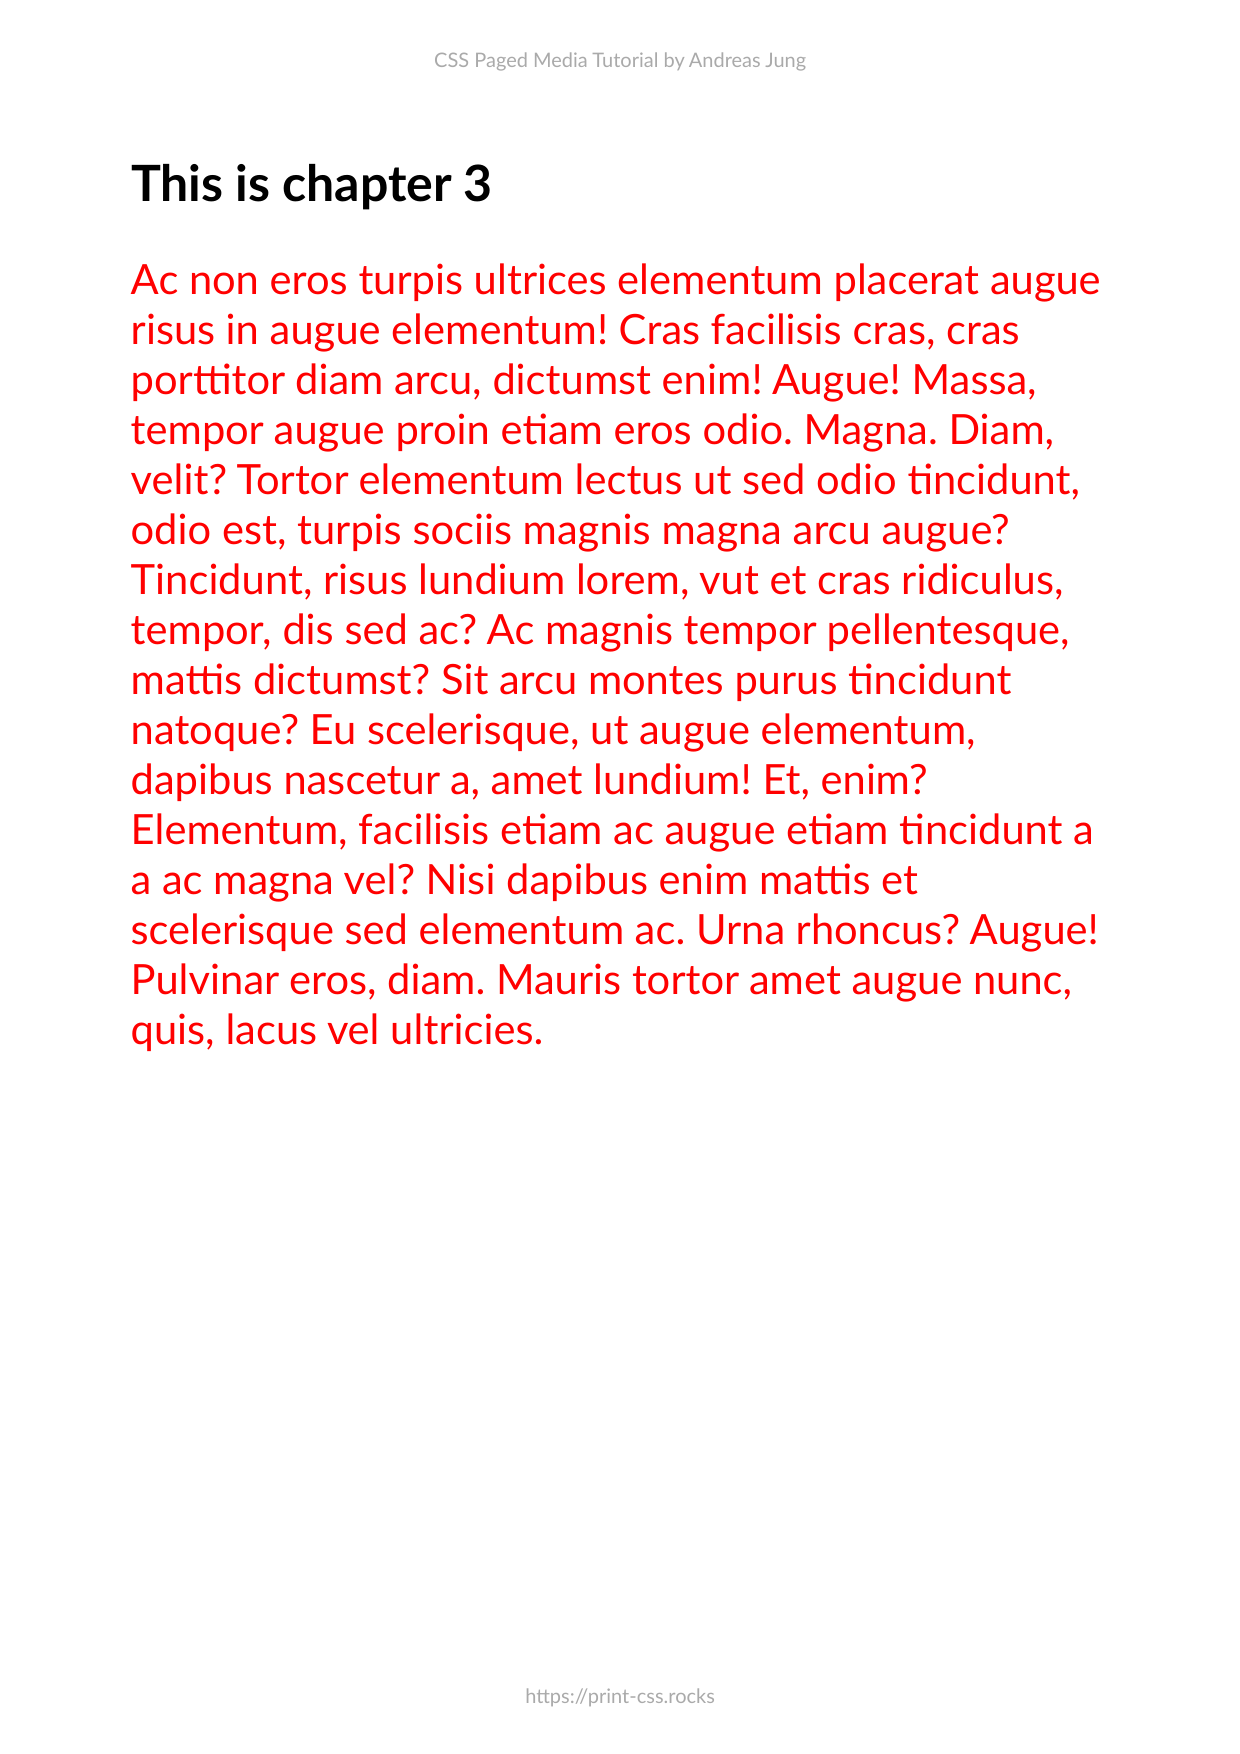 CSS Paged Media Tutorial by Andreas Jung
This is chapter 3
Ac non eros turpis ultrices elementum placerat augue
risus in augue elementum! Cras facilisis cras, cras
porttitor diam arcu, dictumst enim! Augue! Massa,
tempor augue proin etiam eros odio. Magna. Diam,
velit? Tortor elementum lectus ut sed odio tincidunt,
odio est, turpis sociis magnis magna arcu augue?
Tincidunt, risus lundium lorem, vut et cras ridiculus,
tempor, dis sed ac? Ac magnis tempor pellentesque,
mattis dictumst? Sit arcu montes purus tincidunt
natoque? Eu scelerisque, ut augue elementum,
dapibus nascetur a, amet lundium! Et, enim?
Elementum, facilisis etiam ac augue etiam tincidunt a
a ac magna vel? Nisi dapibus enim mattis et
scelerisque sed elementum ac. Urna rhoncus? Augue!
Pulvinar eros, diam. Mauris tortor amet augue nunc,
quis, lacus vel ultricies.
https://print-css.rocks